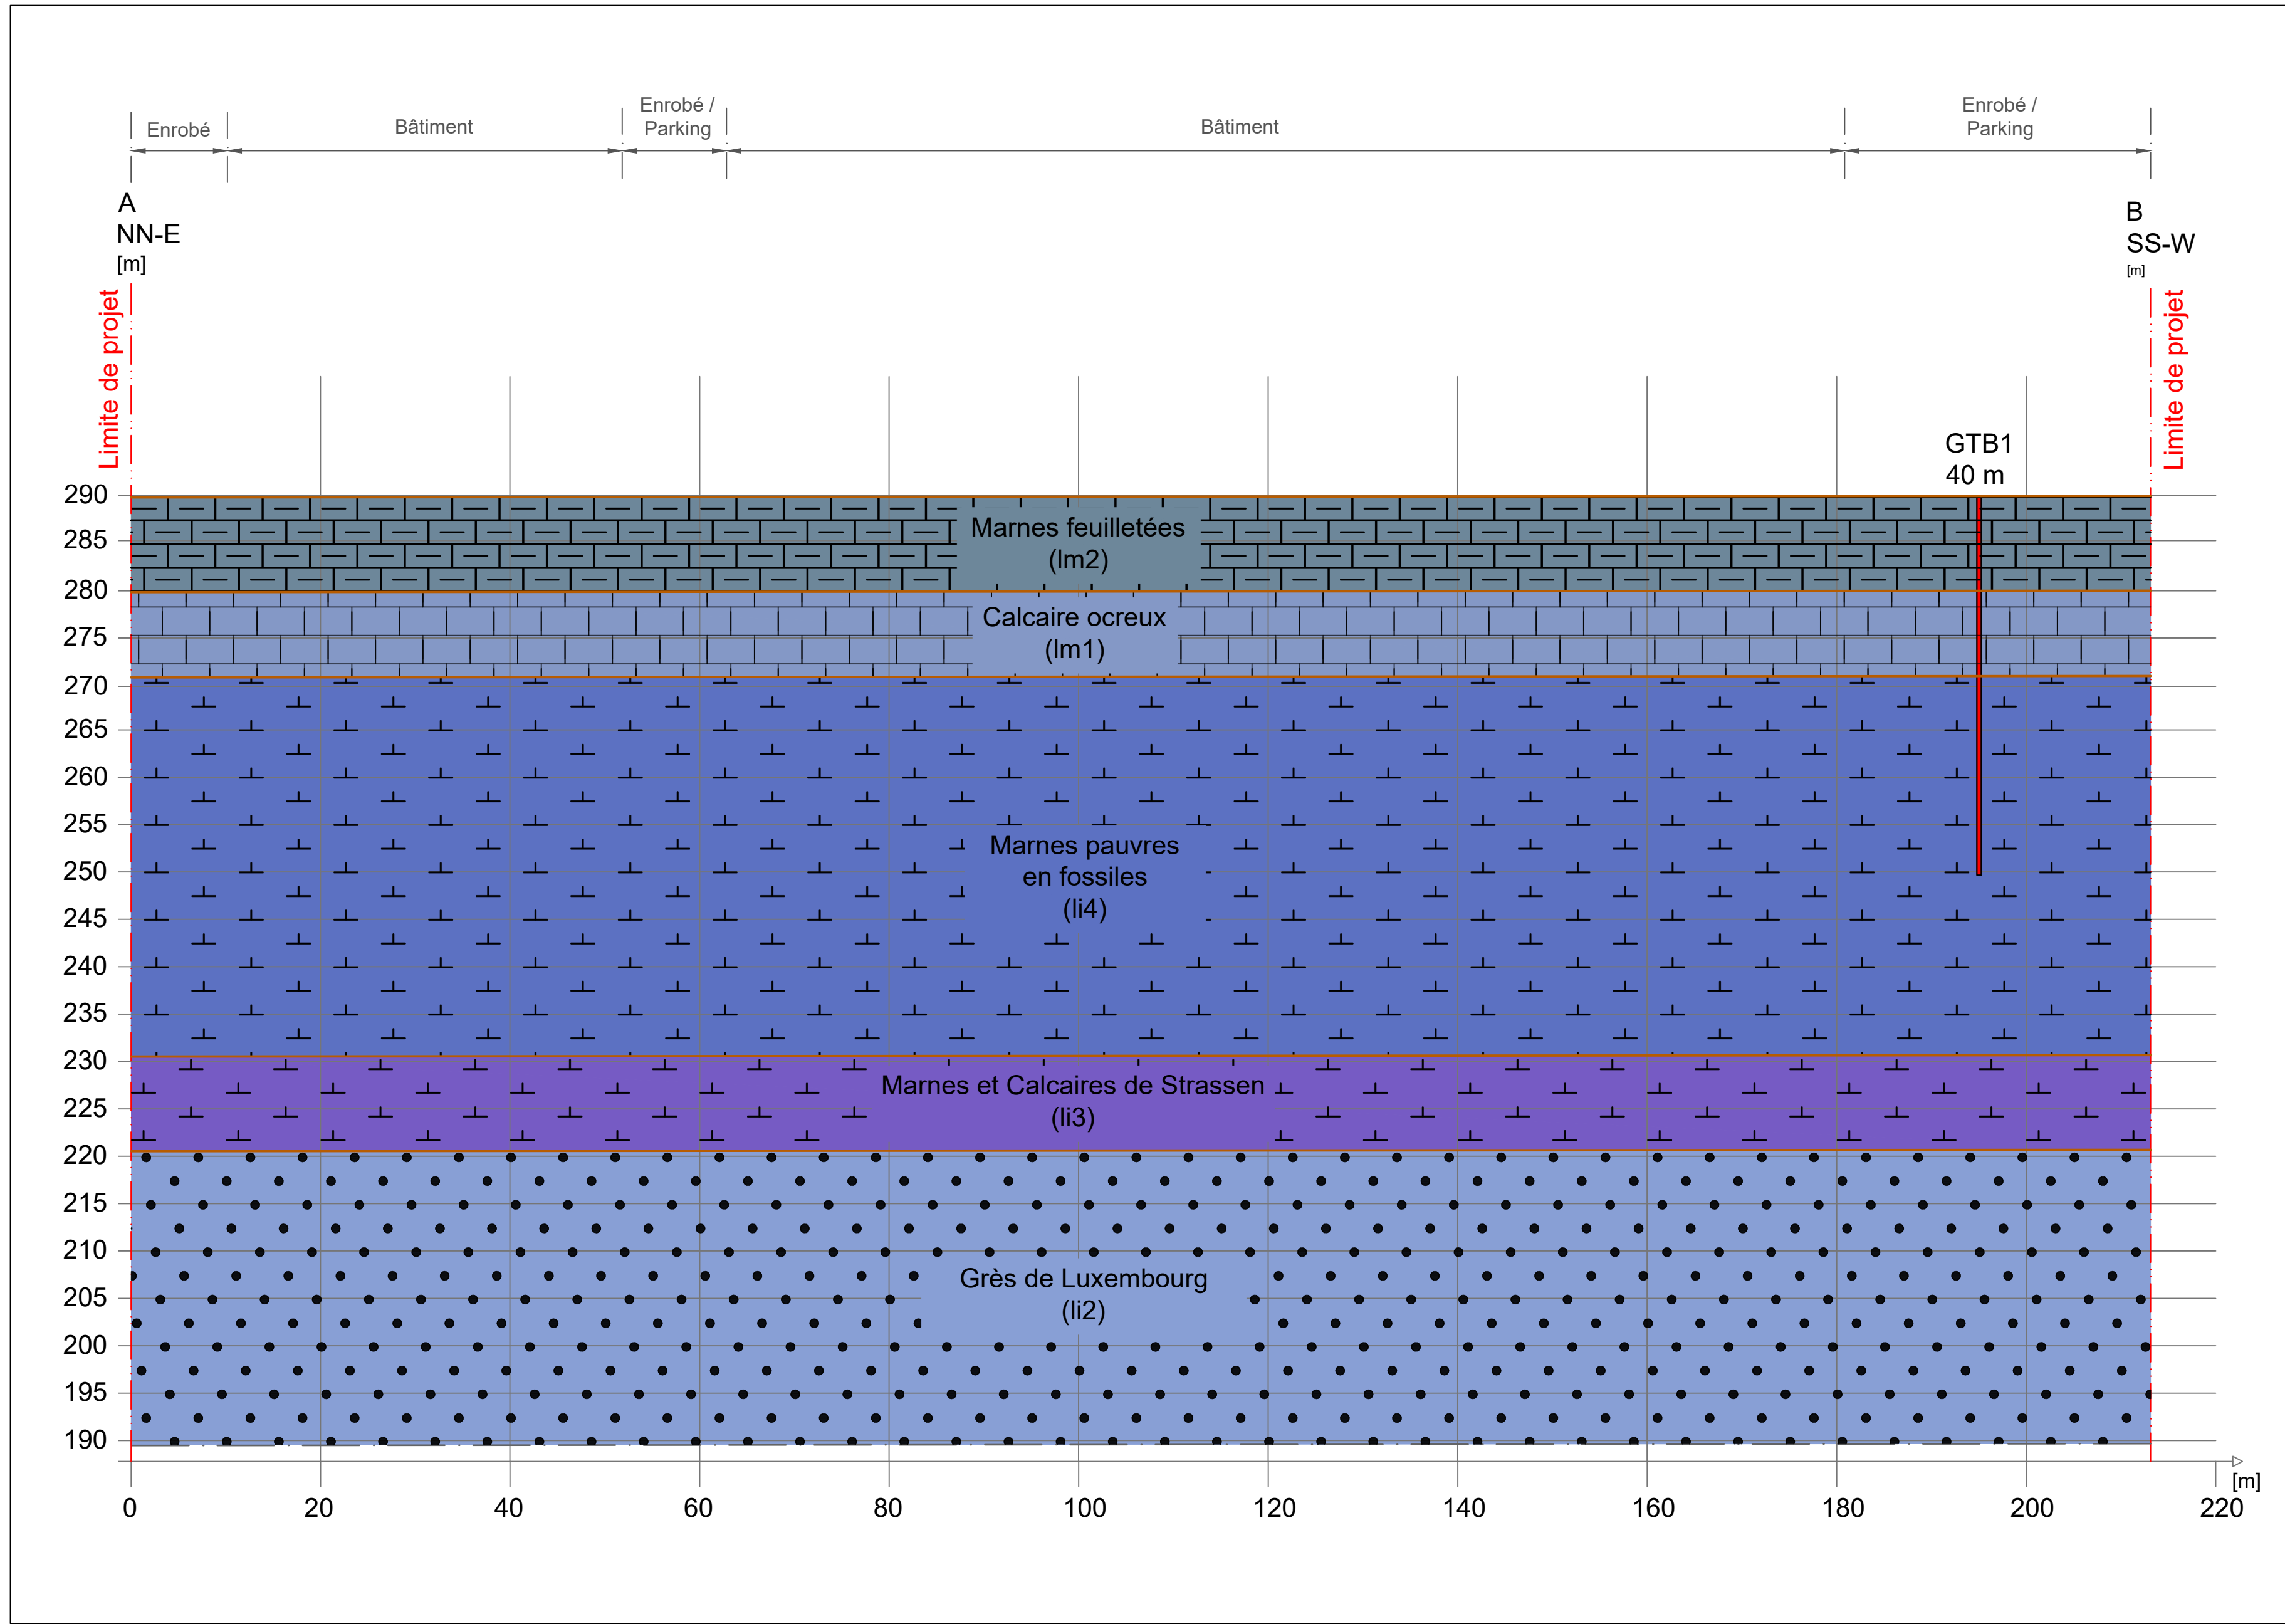 Enrobé
Bâtiment
Enrobé /
Parking
Bâtiment
Enrobé /
Parking
A
NN-E
[m]
B
SS-W
[m]
Limite de projet
Limite de projet
GTB1
40 m
290
285
280
275
270
265
260
255
250
245
240
235
230
225
220
215
210
205
200
195
190
Marnes feuilletées
(lm2)
Calcaire ocreux
(lm1)
Marnes pauvres
en fossiles
(li4)
Marnes et Calcaires de Strassen
(li3)
Grès de Luxembourg
(li2)
[m]
0 20 40 60 80 100 120 140 160 180 200 220